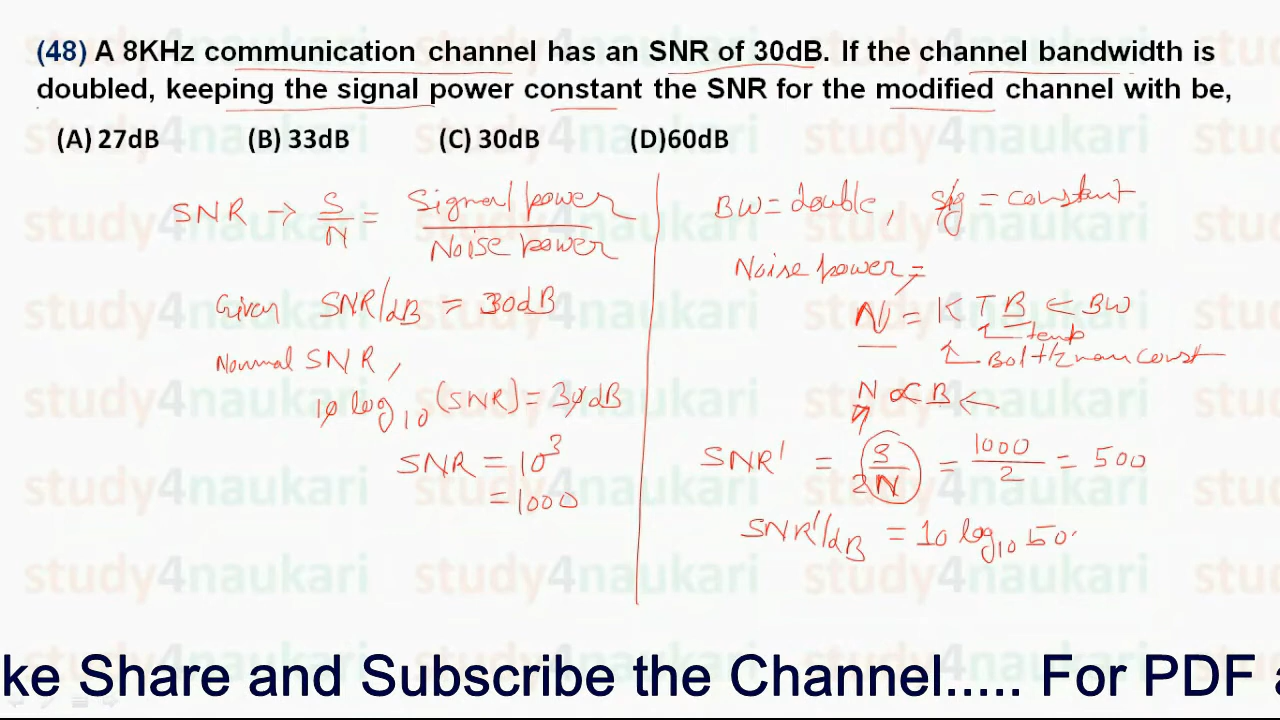 (48) A 8KHz communication channel has an SNR of 30dB. If the channel bandwidth is
doubled, keeping the signal power constant the SNR for the modified channel with be,
(A) 27dB (B) 33dB (C) 30dB (D)60dB
SNR → S/N = Signal power / Noise power
Given SNR/dB = 30dB
Normal SNR,
10 log10 (SNR) = 30dB
SNR = 10^3
= 1000
BW = double, sig = constant
Noise power =
N = K T B ← BW
temp
Boltzman const
N ∝ B ←
SNR' = S/2N = 1000/2 = 500
SNR'/dB = 10 log10 50
study4naukari
ke Share and Subscribe the Channel..... For PDF a